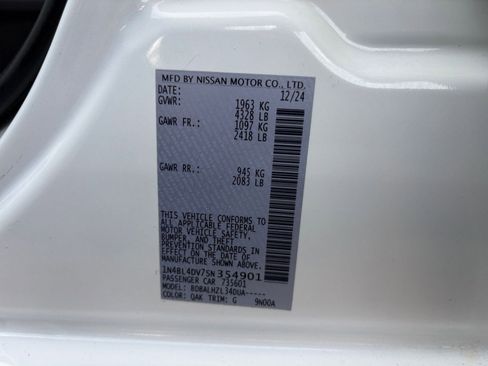 MFD BY NISSAN MOTOR CO., LTD.
DATE: 12/24
GVWR: 1963 KG
4328 LB
GAWR FR.: 1097 KG
2418 LB
GAWR RR.: 945 KG
2083 LB
THIS VEHICLE CONFORMS TO
ALL APPLICABLE FEDERAL
MOTOR VEHICLE SAFETY,
BUMPER, AND THEFT
PREVENTION STANDARDS IN
EFFECT ON THE DATE OF
MANUFACTURE SHOWN ABOVE.
1N4BL4DV7SN354901
PASSENGER CAR 735601
MODEL: BDBALHZL34DUA-----
COLOR: QAK TRIM: G 9N00A